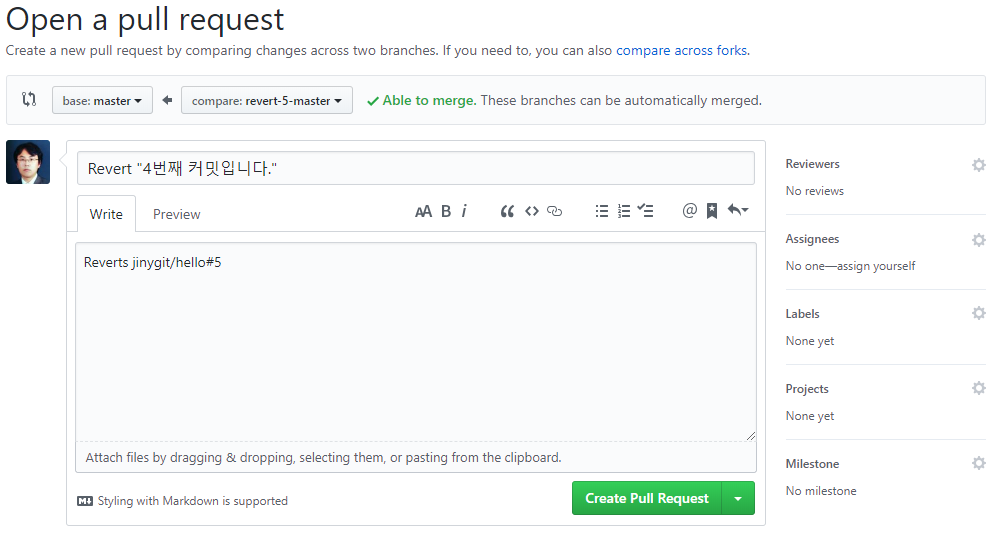 Open a pull request
Create a new pull request by comparing changes across two branches. If you need to, you can also compare across forks.
base: master
compare: revert-5-master
Able to merge. These branches can be automatically merged.
Revert "4번째 커밋입니다."
Write
Preview
AA B i
Reverts jinygit/hello#5
Attach files by dragging & dropping, selecting them, or pasting from the clipboard.
Styling with Markdown is supported
Create Pull Request
Reviewers
No reviews
Assignees
No one—assign yourself
Labels
None yet
Projects
None yet
Milestone
No milestone